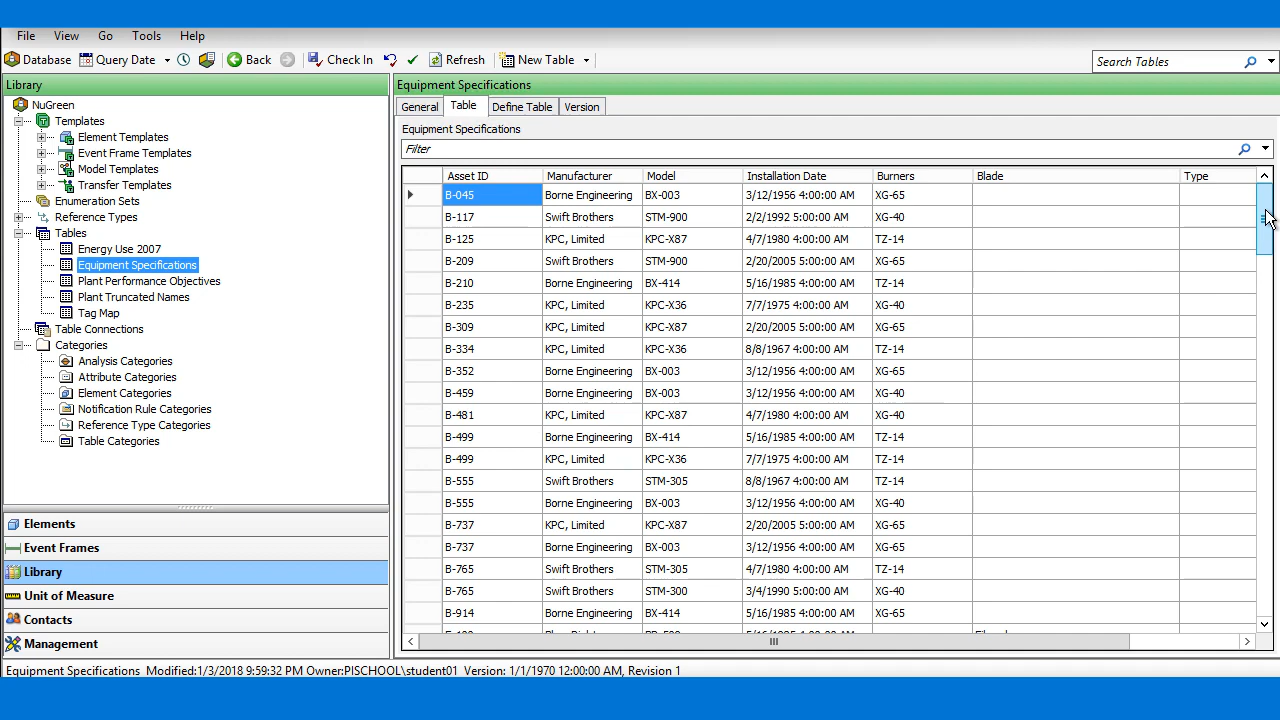 File View Go Tools Help
Database Query Date Back Check In Refresh New Table Search Tables
Library
NuGreen
Templates
Element Templates
Event Frame Templates
Model Templates
Transfer Templates
Enumeration Sets
Reference Types
Tables
Energy Use 2007
Equipment Specifications
Plant Performance Objectives
Plant Truncated Names
Tag Map
Table Connections
Categories
Analysis Categories
Attribute Categories
Element Categories
Notification Rule Categories
Reference Type Categories
Table Categories
Elements
Event Frames
Library
Unit of Measure
Contacts
Management
Equipment Specifications
General Table Define Table Version
Equipment Specifications
Filter
Asset ID Manufacturer Model Installation Date Burners Blade Type
B-045 Borne Engineering BX-003 3/12/1956 4:00:00 AM XG-65
B-117 Swift Brothers STM-900 2/2/1992 5:00:00 AM XG-40
B-125 KPC, Limited KPC-X87 4/7/1980 4:00:00 AM TZ-14
B-209 Swift Brothers STM-900 2/20/2005 5:00:00 AM XG-65
B-210 Borne Engineering BX-414 5/16/1985 4:00:00 AM TZ-14
B-235 KPC, Limited KPC-X36 7/7/1975 4:00:00 AM XG-40
B-309 KPC, Limited KPC-X87 2/20/2005 5:00:00 AM XG-65
B-334 KPC, Limited KPC-X36 8/8/1967 4:00:00 AM TZ-14
B-352 Borne Engineering BX-003 3/12/1956 4:00:00 AM XG-65
B-459 Borne Engineering BX-003 3/12/1956 4:00:00 AM XG-40
B-481 KPC, Limited KPC-X87 4/7/1980 4:00:00 AM XG-40
B-499 Borne Engineering BX-414 5/16/1985 4:00:00 AM TZ-14
B-499 KPC, Limited KPC-X36 7/7/1975 4:00:00 AM TZ-14
B-555 Swift Brothers STM-305 8/8/1967 4:00:00 AM TZ-14
B-555 Borne Engineering BX-003 3/12/1956 4:00:00 AM XG-40
B-737 KPC, Limited KPC-X87 2/20/2005 5:00:00 AM XG-65
B-737 Borne Engineering BX-003 3/12/1956 4:00:00 AM XG-65
B-765 Swift Brothers STM-305 4/7/1980 4:00:00 AM TZ-14
B-765 Swift Brothers STM-300 3/4/1990 5:00:00 AM XG-40
B-914 Borne Engineering BX-414 5/16/1985 4:00:00 AM XG-65
Equipment Specifications Modified:1/3/2018 9:59:32 PM Owner:PISCHOOL\student01 Version: 1/1/1970 12:00:00 AM, Revision 1